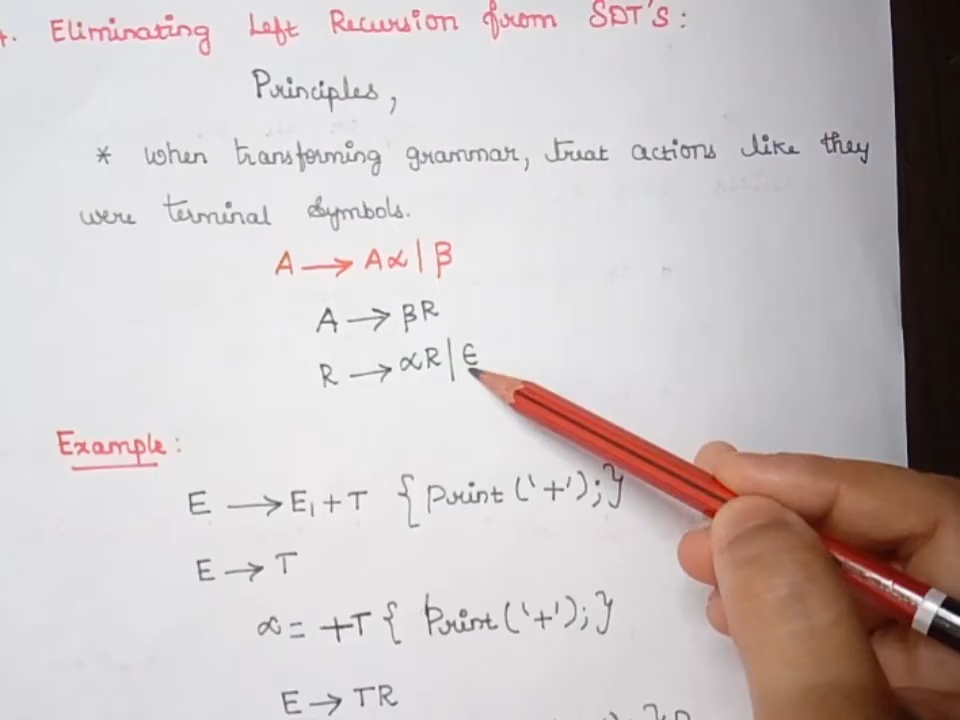 4. Eliminating Left Recursion from SDT'S :
Principles,
* when transforming grammar, treat actions like they
were terminal symbols.
A → Aα | β
A → βR
R → αR | ε
Example:
E → E₁ + T { print ('+'); }
E → T
α = +T { print ('+'); }
E → TR